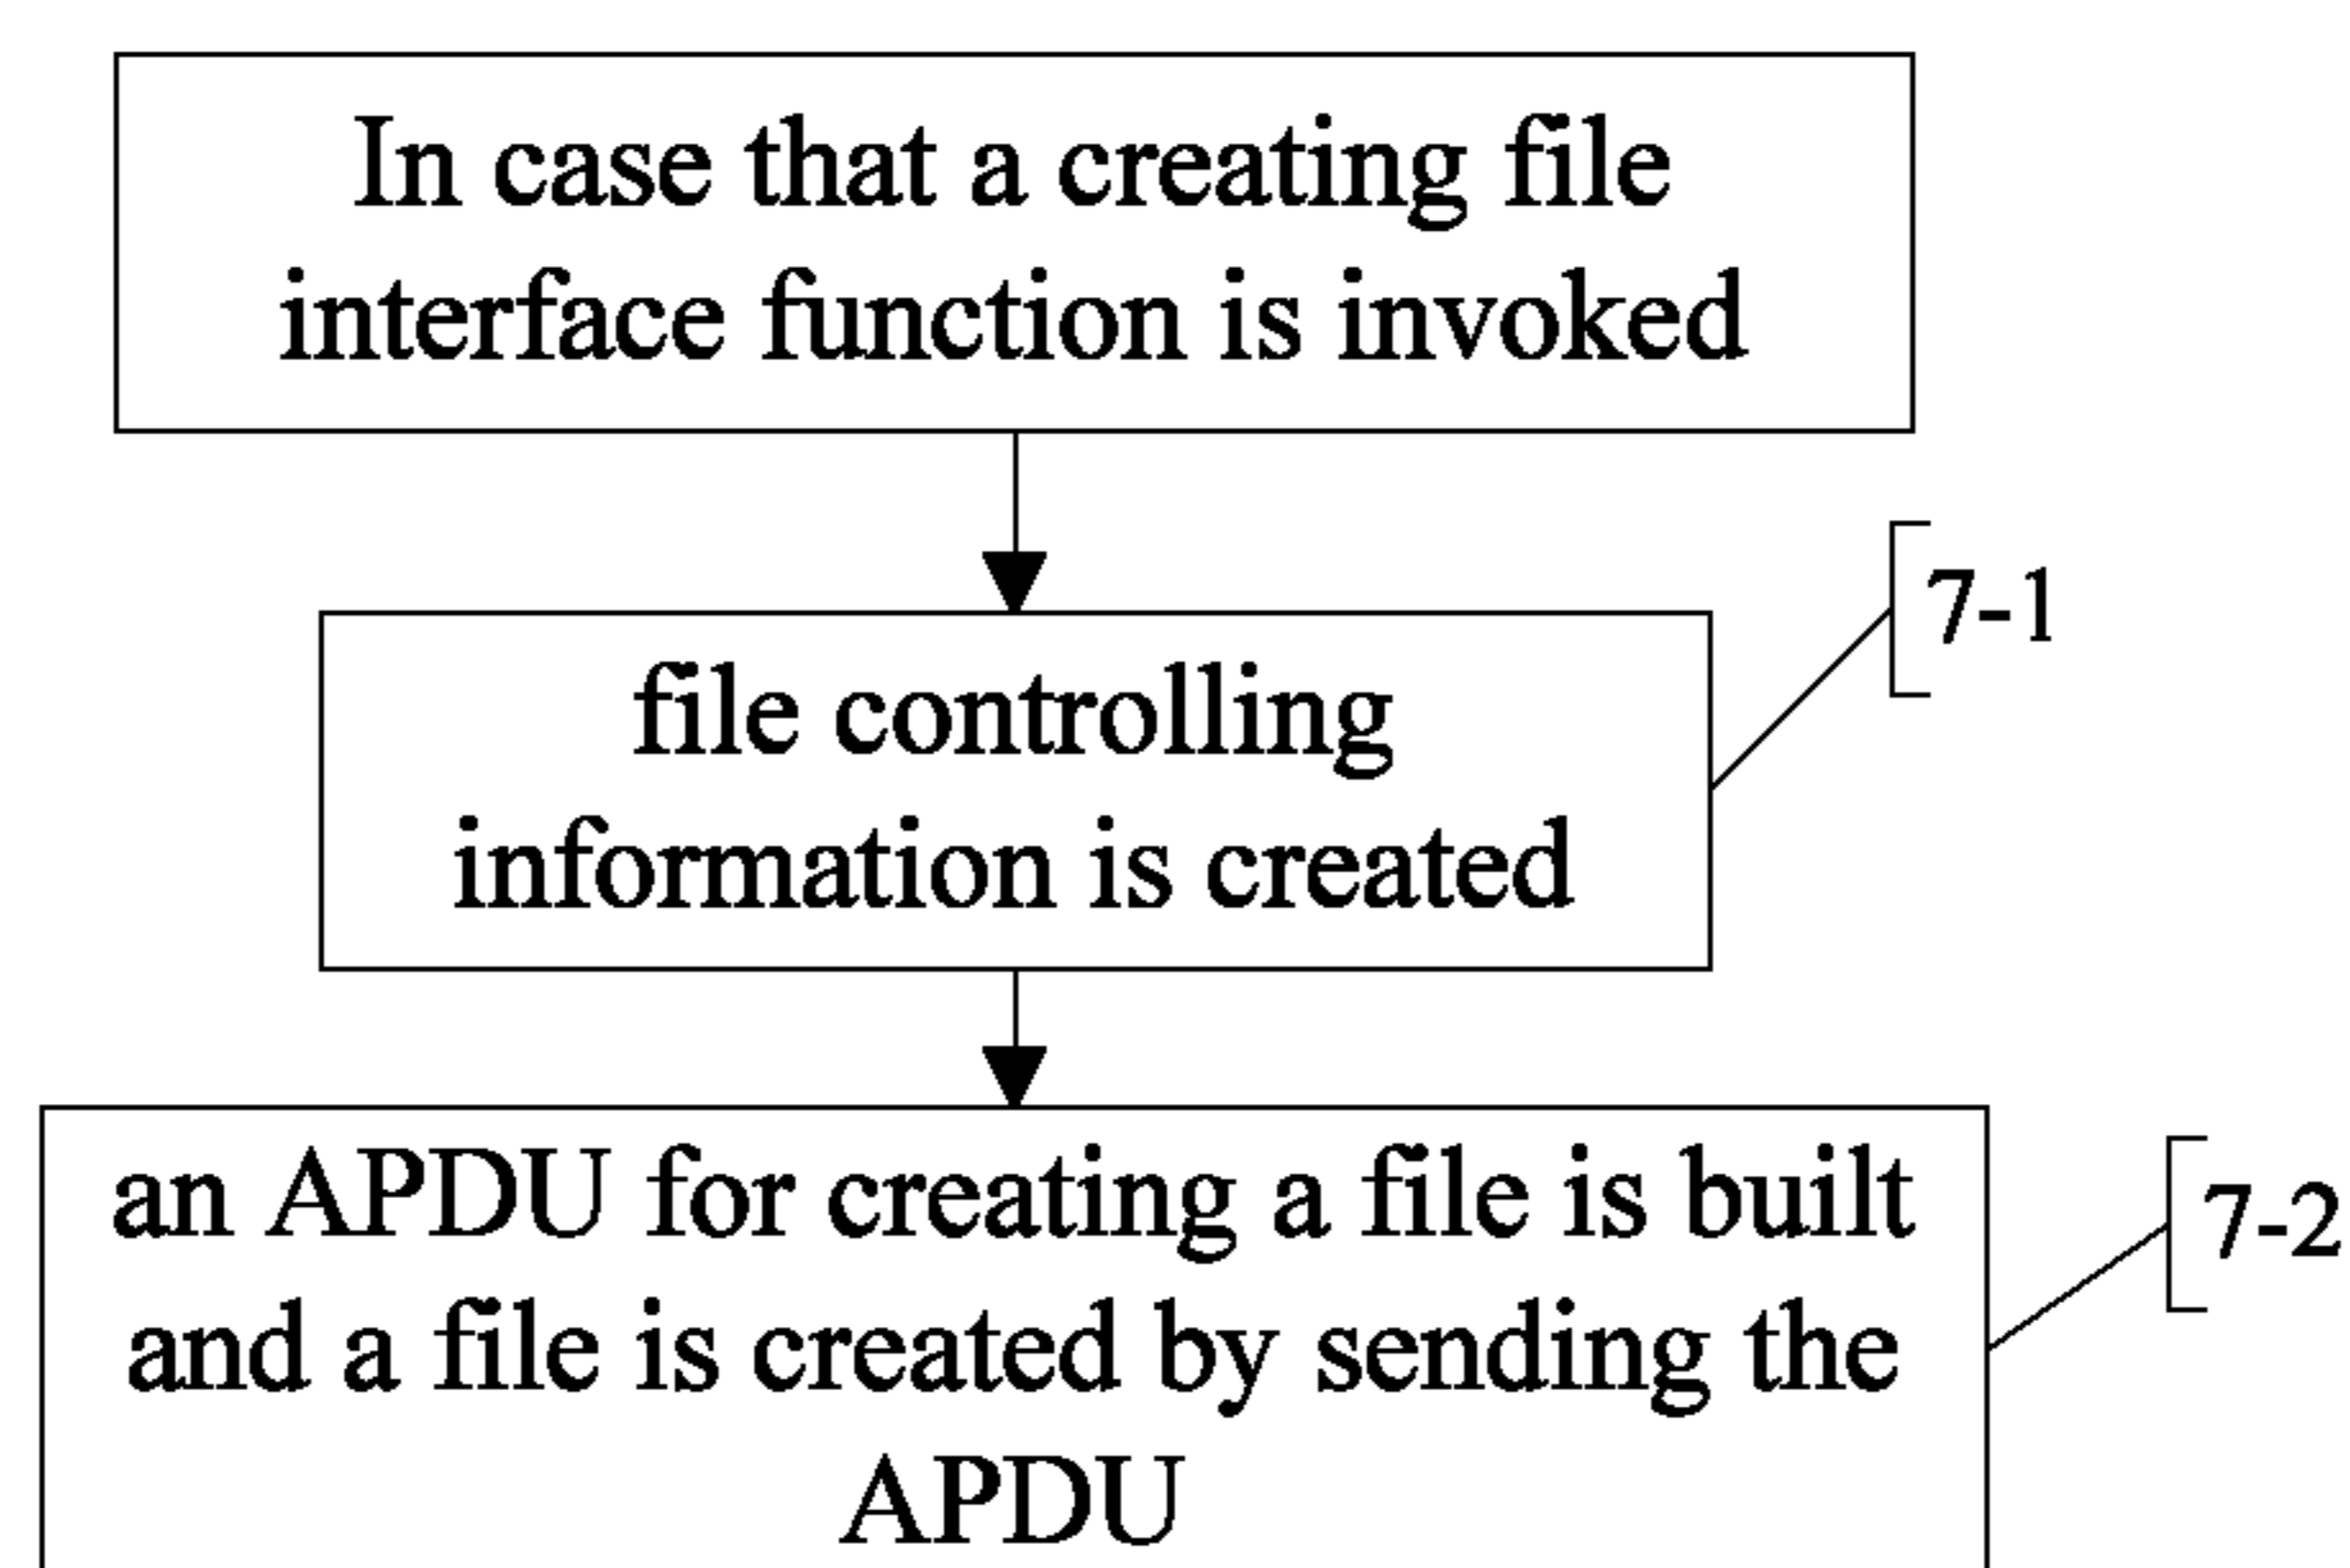 In case that a creating file
interface function is invoked
7-1
file controlling
information is created
an APDU for creating a file is built
7-2
and a file is created by sending the
APDU